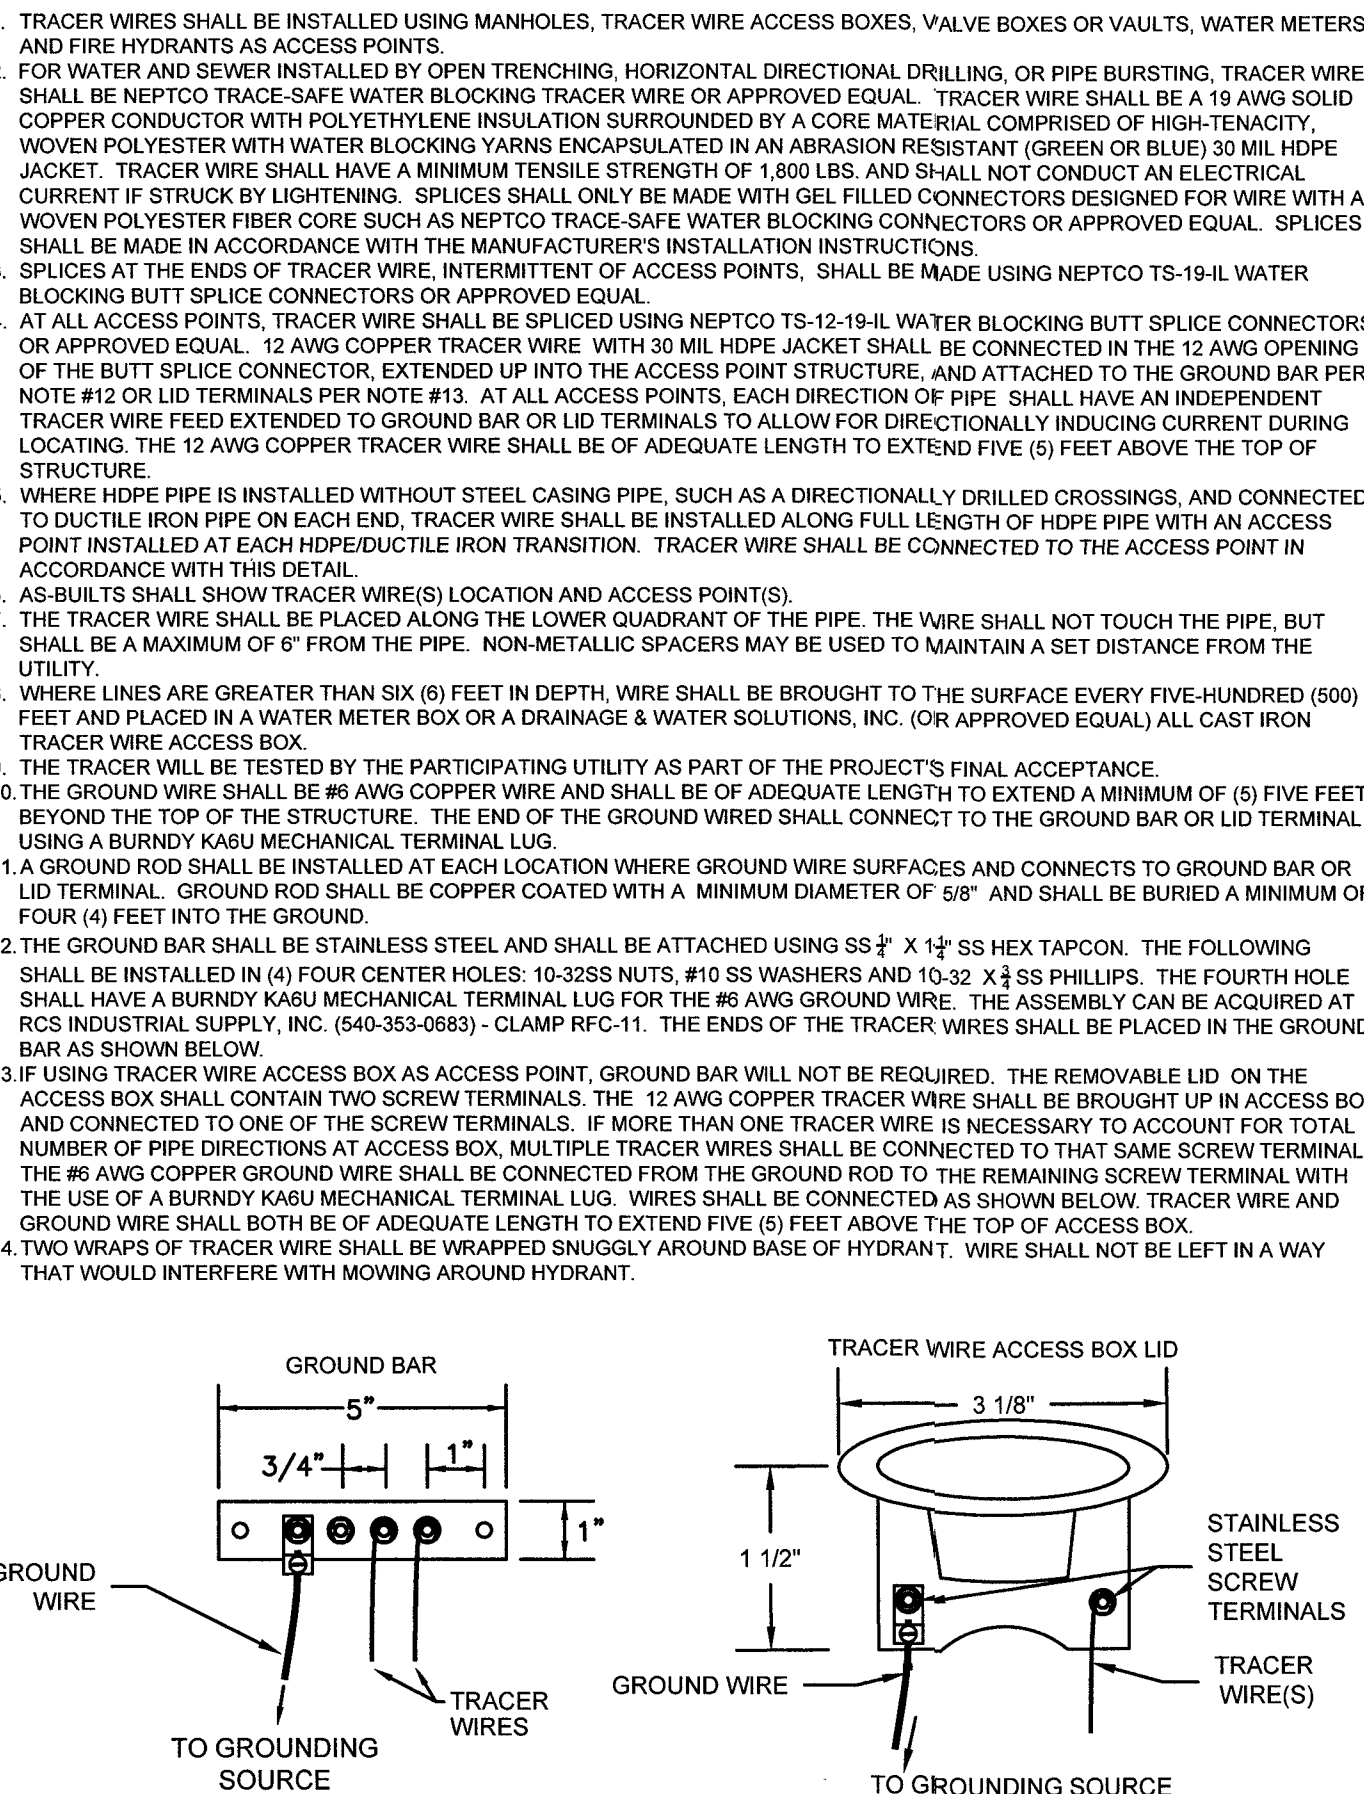 . TRACER WIRES SHALL BE INSTALLED USING MANHOLES, TRACER WIRE ACCESS BOXES, VALVE BOXES OR VAULTS, WATER METERS
AND FIRE HYDRANTS AS ACCESS POINTS.
. FOR WATER AND SEWER INSTALLED BY OPEN TRENCHING, HORIZONTAL DIRECTIONAL DRILLING, OR PIPE BURSTING, TRACER WIRE
SHALL BE NEPTCO TRACE-SAFE WATER BLOCKING TRACER WIRE OR APPROVED EQUAL. TRACER WIRE SHALL BE A 19 AWG SOLID
COPPER CONDUCTOR WITH POLYETHYLENE INSULATION SURROUNDED BY A CORE MATERIAL COMPRISED OF HIGH-TENACITY,
WOVEN POLYESTER WITH WATER BLOCKING YARNS ENCAPSULATED IN AN ABRASION RESISTANT (GREEN OR BLUE) 30 MIL HDPE
JACKET. TRACER WIRE SHALL HAVE A MINIMUM TENSILE STRENGTH OF 1,800 LBS. AND SHALL NOT CONDUCT AN ELECTRICAL
CURRENT IF STRUCK BY LIGHTENING. SPLICES SHALL ONLY BE MADE WITH GEL FILLED CONNECTORS DESIGNED FOR WIRE WITH A
WOVEN POLYESTER FIBER CORE SUCH AS NEPTCO TRACE-SAFE WATER BLOCKING CONNECTORS OR APPROVED EQUAL. SPLICES
SHALL BE MADE IN ACCORDANCE WITH THE MANUFACTURER'S INSTALLATION INSTRUCTIONS.
. SPLICES AT THE ENDS OF TRACER WIRE, INTERMITTENT OF ACCESS POINTS, SHALL BE MADE USING NEPTCO TS-19-IL WATER
BLOCKING BUTT SPLICE CONNECTORS OR APPROVED EQUAL.
. AT ALL ACCESS POINTS, TRACER WIRE SHALL BE SPLICED USING NEPTCO TS-12-19-IL WATER BLOCKING BUTT SPLICE CONNECTORS
OR APPROVED EQUAL. 12 AWG COPPER TRACER WIRE WITH 30 MIL HDPE JACKET SHALL BE CONNECTED IN THE 12 AWG OPENING
OF THE BUTT SPLICE CONNECTOR, EXTENDED UP INTO THE ACCESS POINT STRUCTURE, AND ATTACHED TO THE GROUND BAR PER
NOTE #12 OR LID TERMINALS PER NOTE #13. AT ALL ACCESS POINTS, EACH DIRECTION OF PIPE SHALL HAVE AN INDEPENDENT
TRACER WIRE FEED EXTENDED TO GROUND BAR OR LID TERMINALS TO ALLOW FOR DIRECTIONALLY INDUCING CURRENT DURING
LOCATING. THE 12 AWG COPPER TRACER WIRE SHALL BE OF ADEQUATE LENGTH TO EXTEND FIVE (5) FEET ABOVE THE TOP OF
STRUCTURE.
. WHERE HDPE PIPE IS INSTALLED WITHOUT STEEL CASING PIPE, SUCH AS A DIRECTIONALLY DRILLED CROSSINGS, AND CONNECTED
TO DUCTILE IRON PIPE ON EACH END, TRACER WIRE SHALL BE INSTALLED ALONG FULL LENGTH OF HDPE PIPE WITH AN ACCESS
POINT INSTALLED AT EACH HDPE/DUCTILE IRON TRANSITION. TRACER WIRE SHALL BE CONNECTED TO THE ACCESS POINT IN
ACCORDANCE WITH THIS DETAIL.
. AS-BUILTS SHALL SHOW TRACER WIRE(S) LOCATION AND ACCESS POINT(S).
. THE TRACER WIRE SHALL BE PLACED ALONG THE LOWER QUADRANT OF THE PIPE. THE WIRE SHALL NOT TOUCH THE PIPE, BUT
SHALL BE A MAXIMUM OF 6" FROM THE PIPE. NON-METALLIC SPACERS MAY BE USED TO MAINTAIN A SET DISTANCE FROM THE
UTILITY.
. WHERE LINES ARE GREATER THAN SIX (6) FEET IN DEPTH, WIRE SHALL BE BROUGHT TO THE SURFACE EVERY FIVE-HUNDRED (500)
FEET AND PLACED IN A WATER METER BOX OR A DRAINAGE & WATER SOLUTIONS, INC. (OR APPROVED EQUAL) ALL CAST IRON
TRACER WIRE ACCESS BOX.
. THE TRACER WILL BE TESTED BY THE PARTICIPATING UTILITY AS PART OF THE PROJECT'S FINAL ACCEPTANCE.
0. THE GROUND WIRE SHALL BE #6 AWG COPPER WIRE AND SHALL BE OF ADEQUATE LENGTH TO EXTEND A MINIMUM OF (5) FIVE FEET
BEYOND THE TOP OF THE STRUCTURE. THE END OF THE GROUND WIRED SHALL CONNECT TO THE GROUND BAR OR LID TERMINAL
USING A BURNDY KA6U MECHANICAL TERMINAL LUG.
1. A GROUND ROD SHALL BE INSTALLED AT EACH LOCATION WHERE GROUND WIRE SURFACES AND CONNECTS TO GROUND BAR OR
LID TERMINAL. GROUND ROD SHALL BE COPPER COATED WITH A MINIMUM DIAMETER OF 5/8" AND SHALL BE BURIED A MINIMUM OF
FOUR (4) FEET INTO THE GROUND.
2. THE GROUND BAR SHALL BE STAINLESS STEEL AND SHALL BE ATTACHED USING SS 1/4" X 1 1/4" SS HEX TAPCON. THE FOLLOWING
SHALL BE INSTALLED IN (4) FOUR CENTER HOLES: 10-32SS NUTS, #10 SS WASHERS AND 10-32 X 3/4 SS PHILLIPS. THE FOURTH HOLE
SHALL HAVE A BURNDY KA6U MECHANICAL TERMINAL LUG FOR THE #6 AWG GROUND WIRE. THE ASSEMBLY CAN BE ACQUIRED AT
RCS INDUSTRIAL SUPPLY, INC. (540-353-0683) - CLAMP RFC-11. THE ENDS OF THE TRACER WIRES SHALL BE PLACED IN THE GROUND
BAR AS SHOWN BELOW.
3. IF USING TRACER WIRE ACCESS BOX AS ACCESS POINT, GROUND BAR WILL NOT BE REQUIRED. THE REMOVABLE LID ON THE
ACCESS BOX SHALL CONTAIN TWO SCREW TERMINALS. THE 12 AWG COPPER TRACER WIRE SHALL BE BROUGHT UP IN ACCESS BO
AND CONNECTED TO ONE OF THE SCREW TERMINALS. IF MORE THAN ONE TRACER WIRE IS NECESSARY TO ACCOUNT FOR TOTAL
NUMBER OF PIPE DIRECTIONS AT ACCESS BOX, MULTIPLE TRACER WIRES SHALL BE CONNECTED TO THAT SAME SCREW TERMINAL
THE #6 AWG COPPER GROUND WIRE SHALL BE CONNECTED FROM THE GROUND ROD TO THE REMAINING SCREW TERMINAL WITH
THE USE OF A BURNDY KA6U MECHANICAL TERMINAL LUG. WIRES SHALL BE CONNECTED AS SHOWN BELOW. TRACER WIRE AND
GROUND WIRE SHALL BOTH BE OF ADEQUATE LENGTH TO EXTEND FIVE (5) FEET ABOVE THE TOP OF ACCESS BOX.
4. TWO WRAPS OF TRACER WIRE SHALL BE WRAPPED SNUGGLY AROUND BASE OF HYDRANT. WIRE SHALL NOT BE LEFT IN A WAY
THAT WOULD INTERFERE WITH MOWING AROUND HYDRANT.
GROUND BAR
5"
3/4"
1"
1"
GROUND
WIRE
TRACER
WIRES
TO GROUNDING
SOURCE
TRACER WIRE ACCESS BOX LID
3 1/8"
1 1/2"
STAINLESS
STEEL
SCREW
TERMINALS
GROUND WIRE
TRACER
WIRE(S)
TO GROUNDING SOURCE